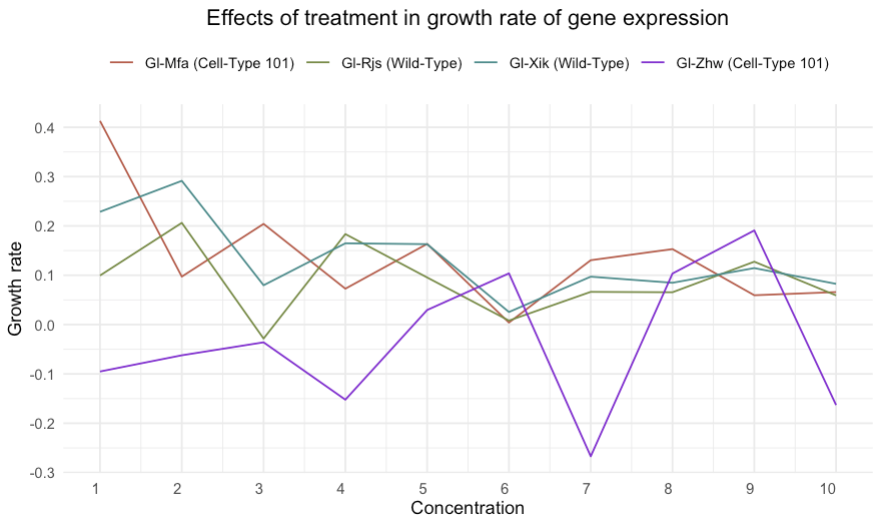 Effects of treatment in growth rate of gene expression
Gl-Mfa (Cell-Type 101) Gl-Rjs (Wild-Type) Gl-Xik (Wild-Type) Gl-Zhw (Cell-Type 101)
Growth rate
0.4
0.3
0.2
0.1
0.0
-0.1
-0.2
-0.3
1 2 3 4 5 6 7 8 9 10
Concentration